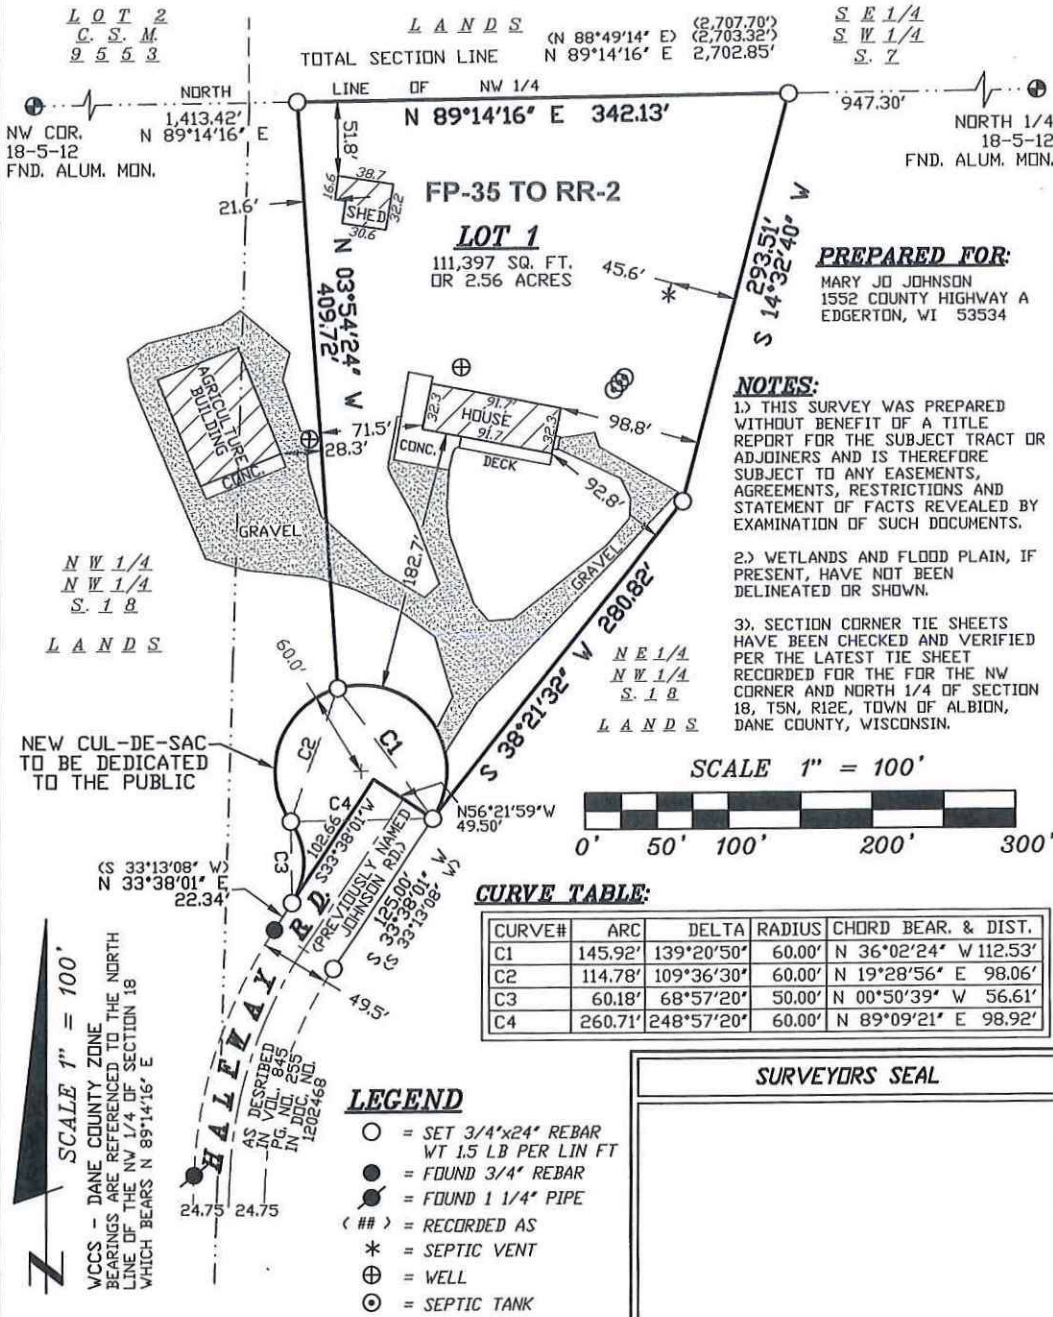 L O T 2
C. S. M.
9 5 5 3
L A N D S
(N 88°49'14" E)
(2,707.70')
(2,703.32')
TOTAL SECTION LINE
N 89°14'16" E 2,702.85'
S E 1/4
S W 1/4
S. 7
NORTH LINE OF NW 1/4
1,413.42'
N 89°14'16" E
N 89°14'16" E 342.13'
947.30'
NW COR.
18-5-12
FND. ALUM. MON.
NORTH 1/4
18-5-12
FND. ALUM. MON.
51.8'
38.7
16.6
32.2
SHED
30.6
FP-35 TO RR-2
21.6'
LOT 1
111,397 SQ. FT.
OR 2.56 ACRES
45.6'
N 03°54'24" W
409.72'
293.51'
S 14°32'40" W
PREPARED FOR:
MARY JO JOHNSON
1552 COUNTY HIGHWAY A
EDGERTON, WI 53534
NOTES:
1.) THIS SURVEY WAS PREPARED
WITHOUT BENEFIT OF A TITLE
REPORT FOR THE SUBJECT TRACT OR
ADJOINERS AND IS THEREFORE
SUBJECT TO ANY EASEMENTS,
AGREEMENTS, RESTRICTIONS AND
STATEMENT OF FACTS REVEALED BY
EXAMINATION OF SUCH DOCUMENTS.
2.) WETLANDS AND FLOOD PLAIN, IF
PRESENT, HAVE NOT BEEN
DELINEATED OR SHOWN.
3). SECTION CORNER TIE SHEETS
HAVE BEEN CHECKED AND VERIFIED
PER THE LATEST TIE SHEET
RECORDED FOR THE FOR THE NW
CORNER AND NORTH 1/4 OF SECTION
18, T5N, R12E, TOWN OF ALBION,
DANE COUNTY, WISCONSIN.
AGRICULTURE
BUILDING
CONC.
71.5'
28.3'
32.3
91.7'
HOUSE
91.7
32.3
CONC.
DECK
98.8'
92.8'
GRAVEL
GRAVEL
182.7'
S 38°21'32" W 280.82'
N W 1/4
N W 1/4
S. 1 8
L A N D S
N E 1/4
N W 1/4
S. 1 8
L A N D S
60.0'
C2
C1
NEW CUL-DE-SAC
TO BE DEDICATED
TO THE PUBLIC
C4
102.66'
S33°38'01"W
N56°21'59"W
49.50'
C3
(S 33°13'08" W)
N 33°38'01" E
22.34'
(PREVIOUSLY NAMED
JOHNSON RD.)
125.00'
S 33°38'01" W
(S 33°13'08" W)
HALEWAY RD.
49.5'
AS DESRIBED
IN VOL. 845
PG. NO. 255
IN DOC. NO.
1202468
24.75 24.75
SCALE 1" = 100'
0' 50' 100' 200' 300'
CURVE TABLE:
CURVE# ARC DELTA RADIUS CHORD BEAR. & DIST.
C1 145.92' 139°20'50" 60.00' N 36°02'24" W 112.53'
C2 114.78' 109°36'30" 60.00' N 19°28'56" E 98.06'
C3 60.18' 68°57'20" 50.00' N 00°50'39" W 56.61'
C4 260.71' 248°57'20" 60.00' N 89°09'21" E 98.92'
SURVEYORS SEAL
LEGEND
= SET 3/4"x24" REBAR
WT 1.5 LB PER LIN FT
= FOUND 3/4" REBAR
= FOUND 1 1/4" PIPE
( ## ) = RECORDED AS
= SEPTIC VENT
= WELL
= SEPTIC TANK
N
SCALE 1" = 100'
WCCS - DANE COUNTY ZONE
BEARINGS ARE REFERENCED TO THE NORTH
LINE OF THE NW 1/4 OF SECTION 18
WHICH BEARS N 89°14'16" E